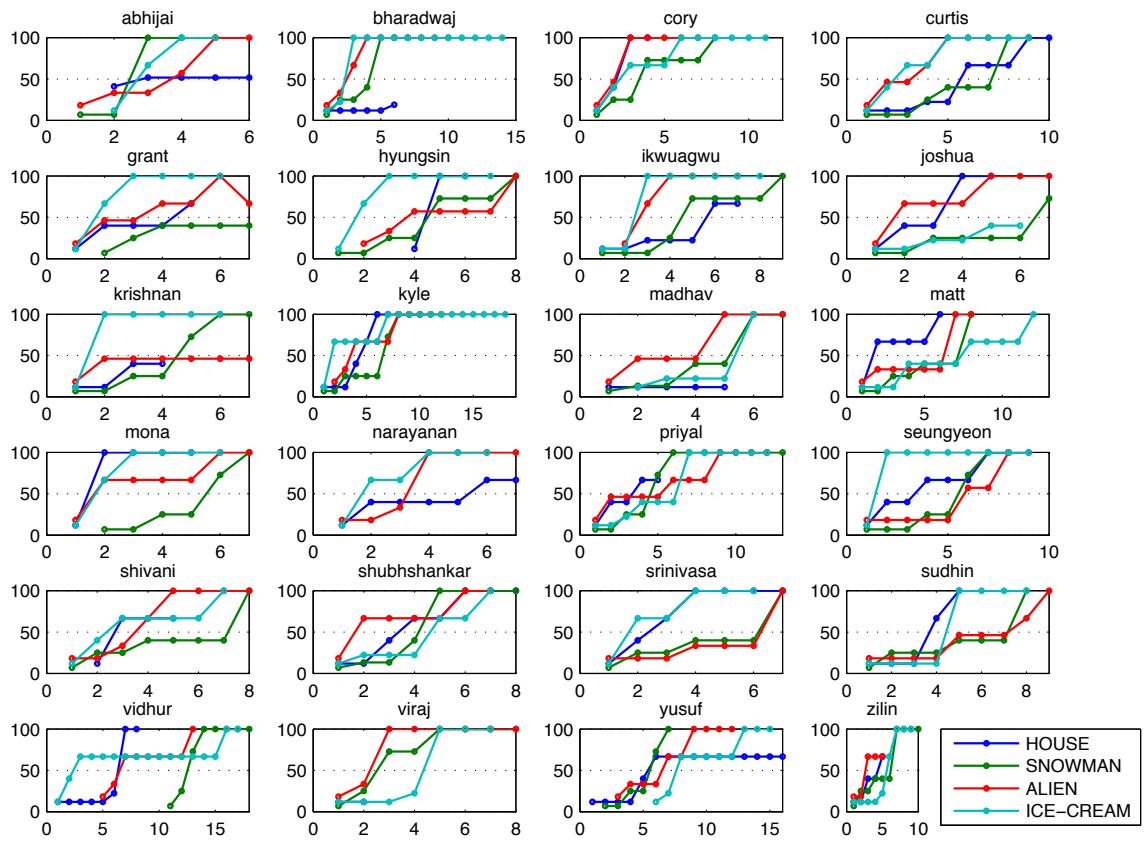 abhijai bharadwaj cory curtis
100 100 100 100
50 50 50 50
0 0 0 0
0 2 4 6 0 5 10 15 0 5 10 0 5 10
grant hyungsin ikwuagwu joshua
100 100 100 100
50 50 50 50
0 0 0 0
0 2 4 6 0 2 4 6 8 0 2 4 6 8 0 2 4 6
krishnan kyle madhav matt
100 100 100 100
50 50 50 50
0 0 0 0
0 2 4 6 0 5 10 15 0 2 4 6 0 5 10
mona narayanan priyal seungyeon
100 100 100 100
50 50 50 50
0 0 0 0
0 2 4 6 0 2 4 6 0 5 10 0 5 10
shivani shubhshankar srinivasa sudhin
100 100 100 100
50 50 50 50
0 0 0 0
0 2 4 6 8 0 2 4 6 8 0 2 4 6 0 2 4 6 8
vidhur viraj yusuf zilin
100 100 100 100
50 50 50 50
0 0 0 0
0 5 10 15 0 2 4 6 8 0 5 10 15 0 5 10
HOUSE
SNOWMAN
ALIEN
ICE−CREAM